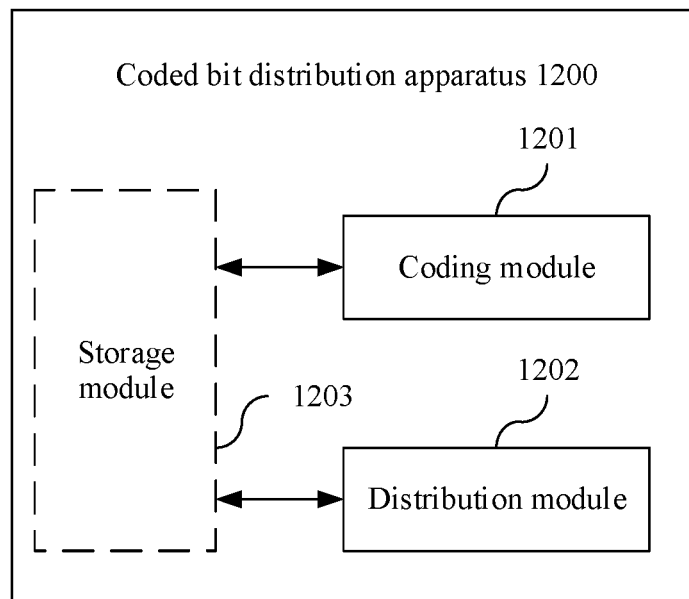 Coded bit distribution apparatus 1200
1201
Coding module
Storage
module
1203
1202
Distribution module